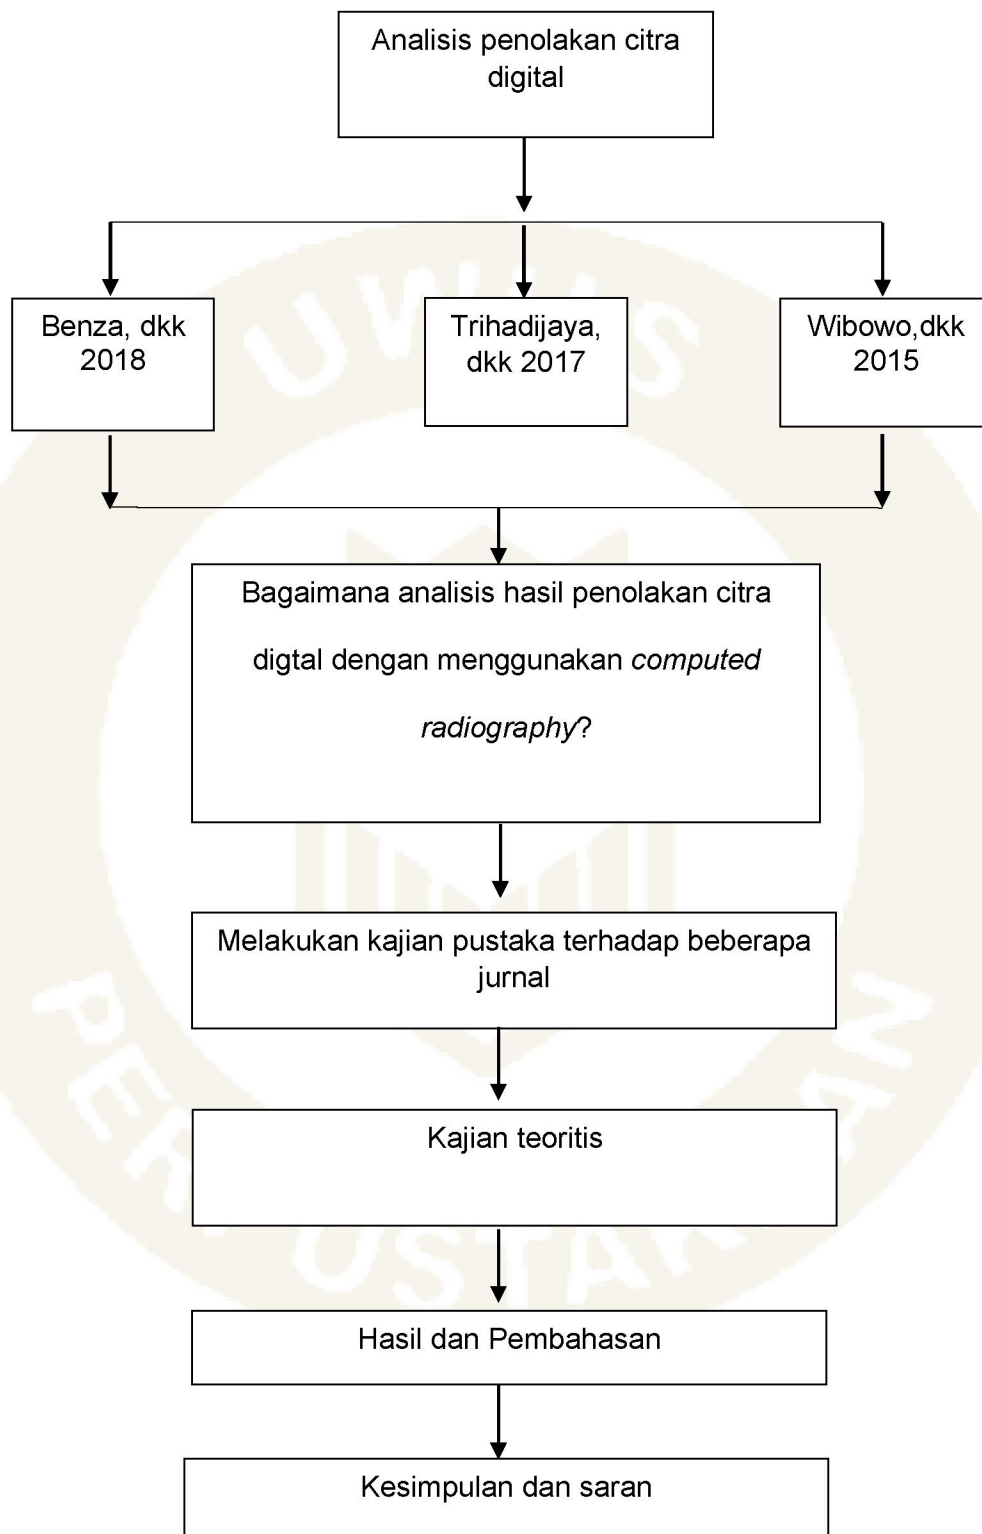 Analisis penolakan citra
digital
Benza, dkk
2018
Trihadijaya,
dkk 2017
Wibowo,dkk
2015
Bagaimana analisis hasil penolakan citra
digtal dengan menggunakan computed
radiography?
Melakukan kajian pustaka terhadap beberapa
jurnal
Kajian teoritis
Hasil dan Pembahasan
Kesimpulan dan saran